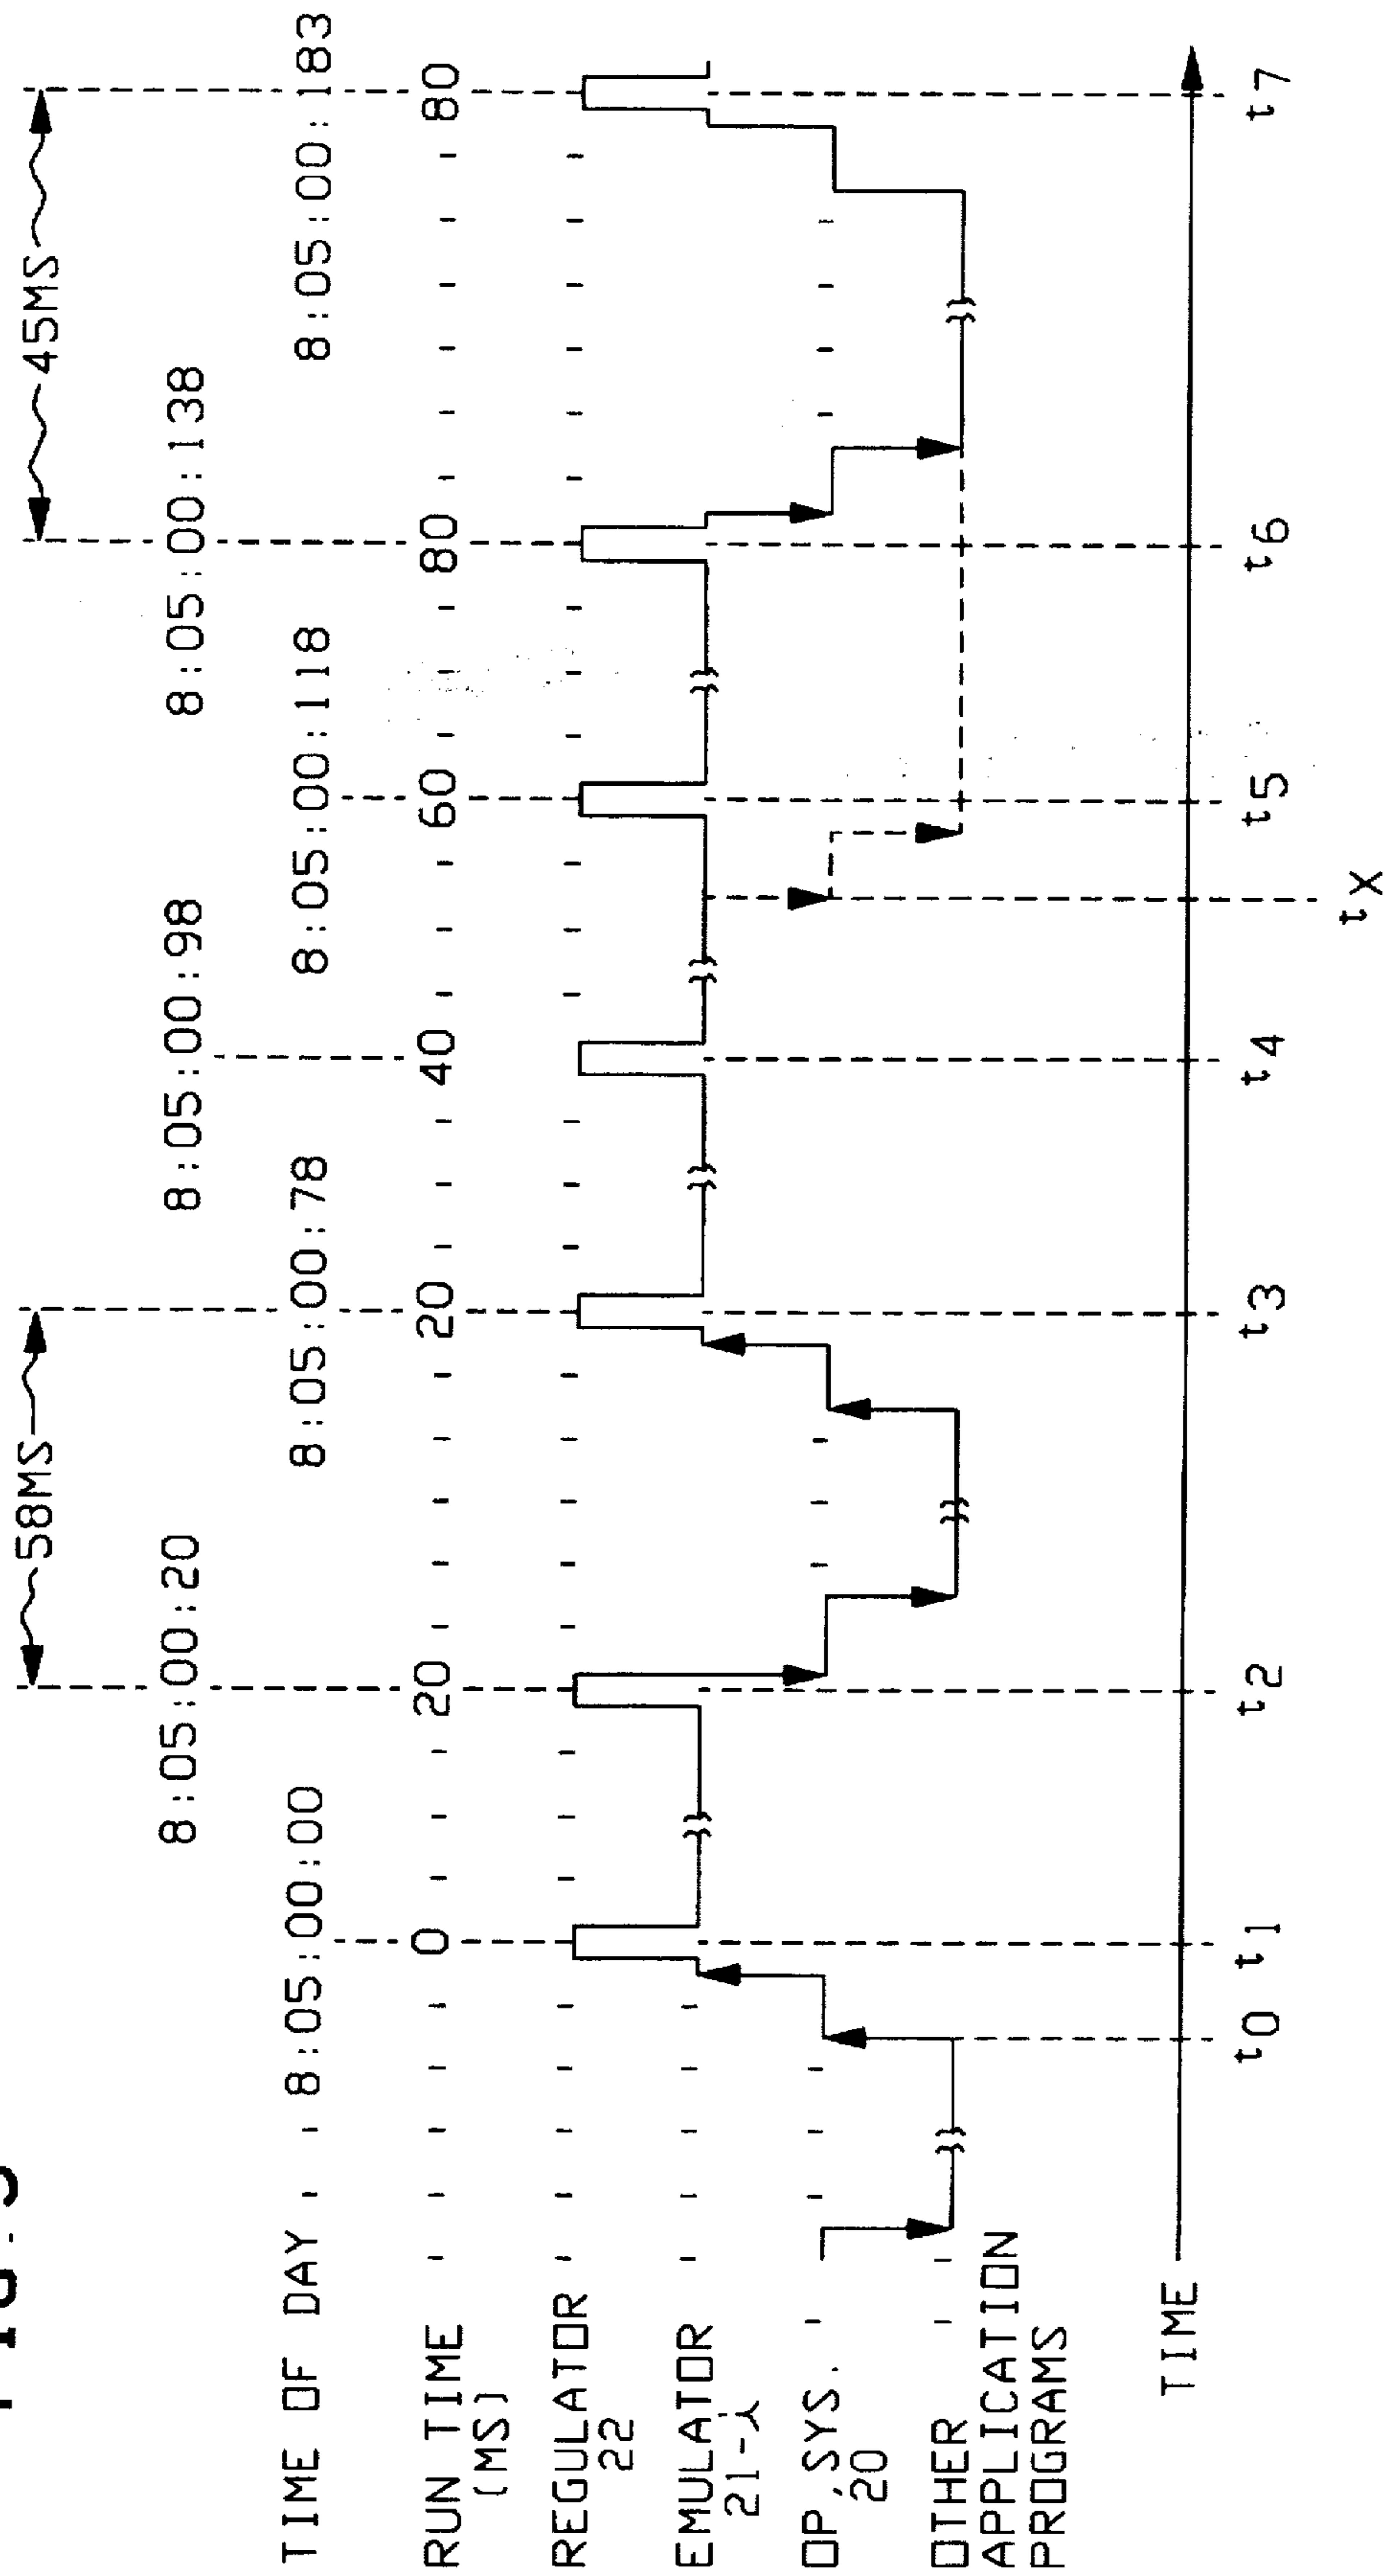 58MS
45MS
8:05:00:20
8:05:00:98
8:05:00:138
TIME OF DAY
8:05:00:00
8:05:00:78
8:05:00:118
8:05:00:183
RUN TIME
(MS)
0
20
20
40
60
80
80
REGULATOR
22
EMULATOR
OP,SYS.
20
OTHER
APPLICATION
PROGRAMS
TIME
t0
t1
t2
t3
t4
tX
t5
t6
t7